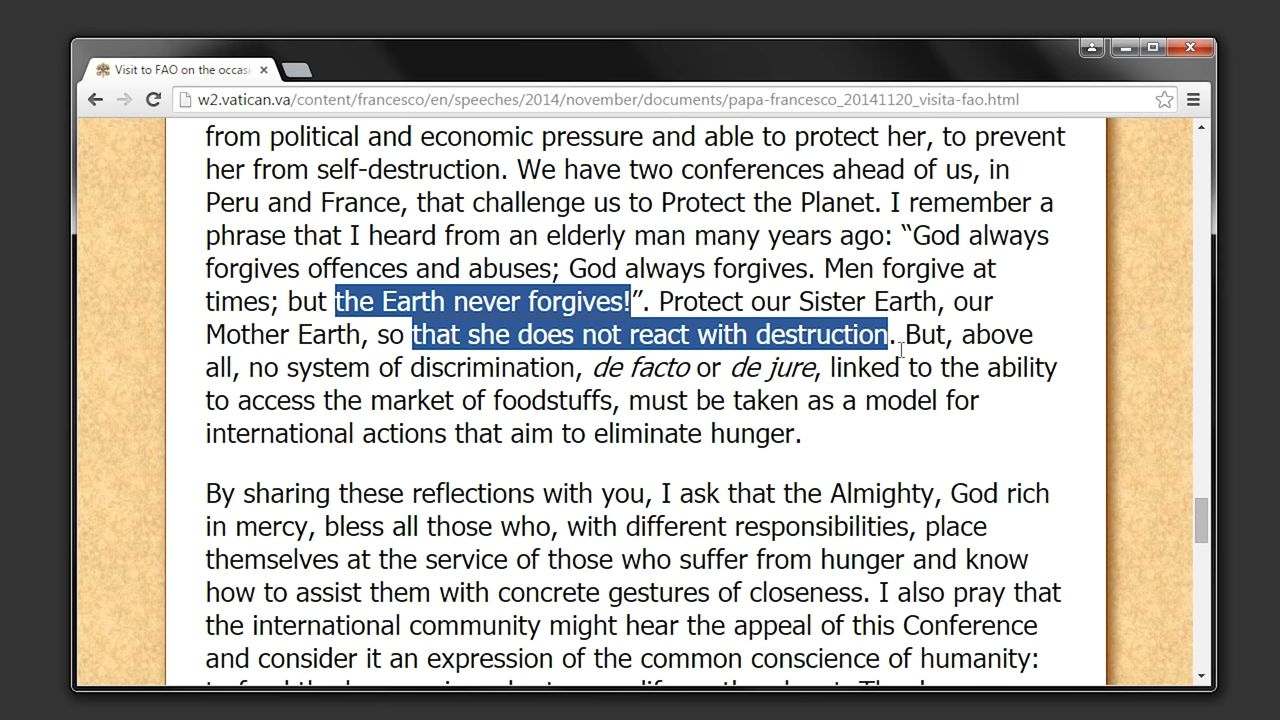 Visit to FAO on the occasi
w2.vatican.va/content/francesco/en/speeches/2014/november/documents/papa-francesco_20141120_visita-fao.html
from political and economic pressure and able to protect her, to prevent
her from self-destruction. We have two conferences ahead of us, in
Peru and France, that challenge us to Protect the Planet. I remember a
phrase that I heard from an elderly man many years ago: “God always
forgives offences and abuses; God always forgives. Men forgive at
times; but the Earth never forgives!”. Protect our Sister Earth, our
Mother Earth, so that she does not react with destruction. But, above
all, no system of discrimination, de facto or de jure, linked to the ability
to access the market of foodstuffs, must be taken as a model for
international actions that aim to eliminate hunger.
By sharing these reflections with you, I ask that the Almighty, God rich
in mercy, bless all those who, with different responsibilities, place
themselves at the service of those who suffer from hunger and know
how to assist them with concrete gestures of closeness. I also pray that
the international community might hear the appeal of this Conference
and consider it an expression of the common conscience of humanity: